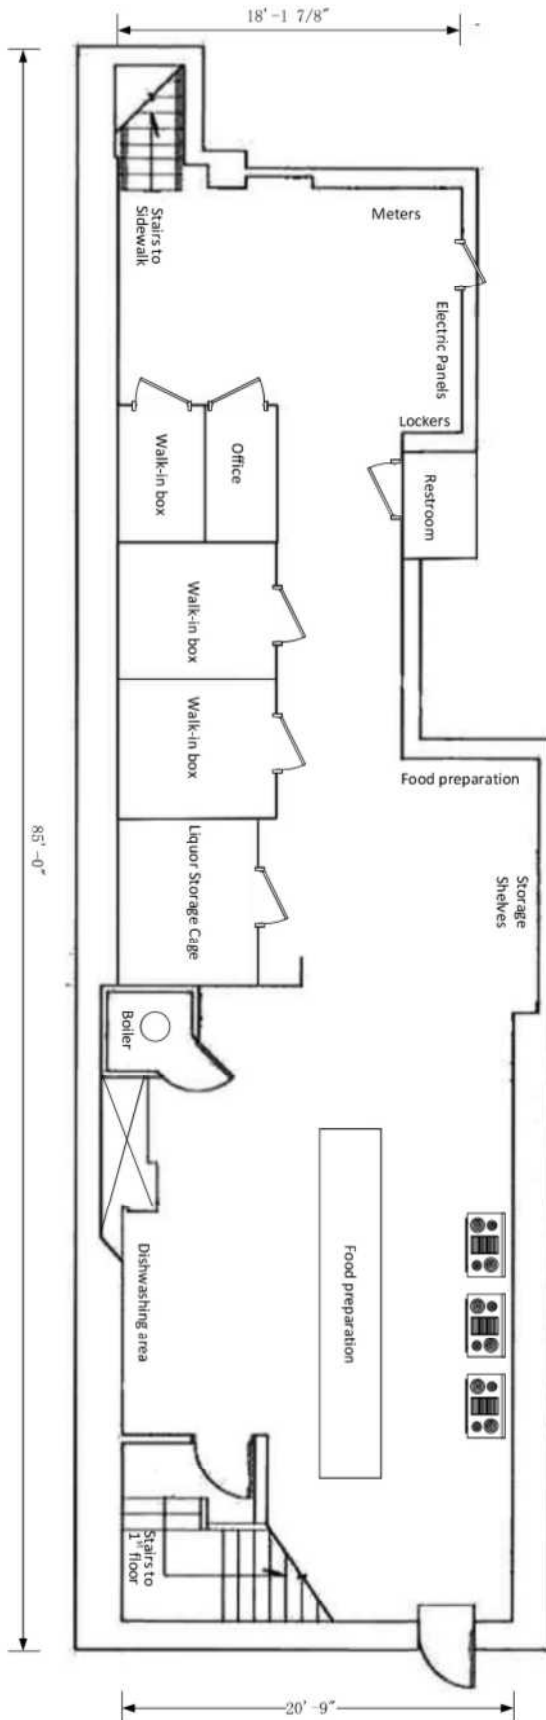 18'-1 7/8"
Stairs to
Sidewalk
Meters
Electric Panels
Lockers
Walk-in box
Office
Restroom
Walk-in box
Walk-in box
Food preparation
Liquor Storage Cage
Storage
Shelves
85'-0"
Boiler
Food preparation
Dishwashing area
Stairs to
1st floor
20'-9"